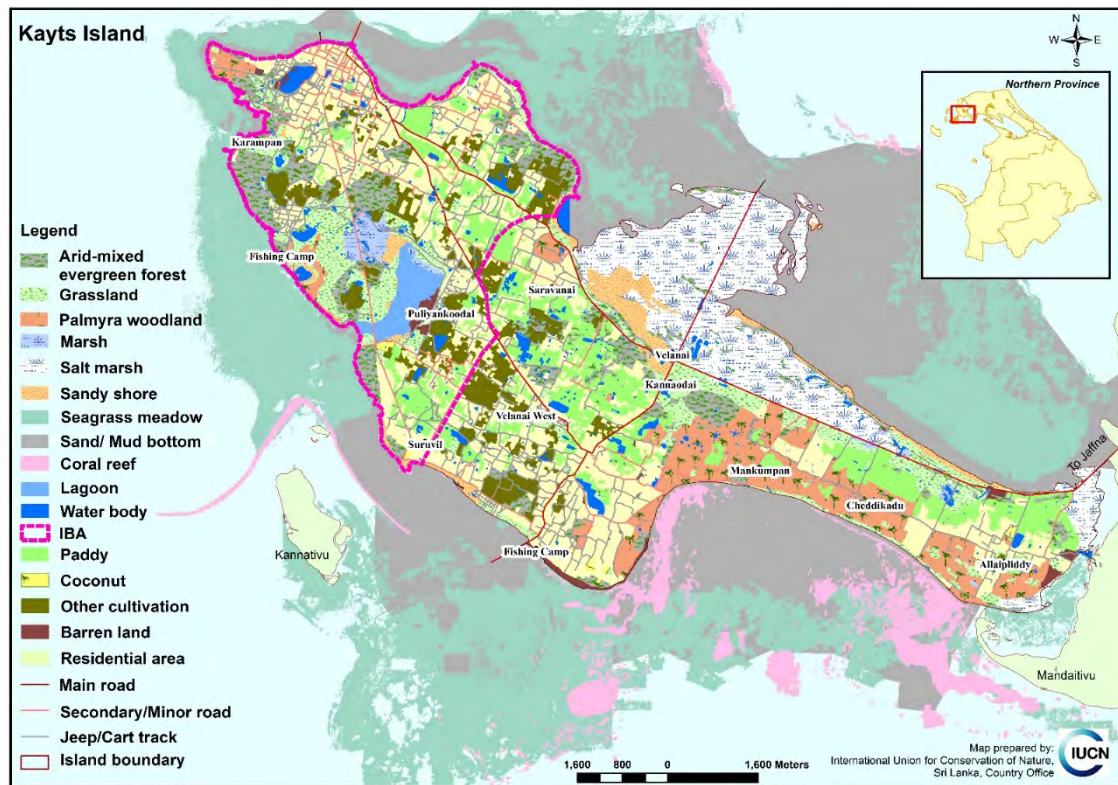 Kayts Island
N
W
E
S
Northern Province
Karampan
Legend
Arid-mixed
evergreen forest
Grassland
Palmyra woodland
Marsh
Salt marsh
Sandy shore
Seagrass meadow
Sand/ Mud bottom
Coral reef
Lagoon
Water body
IBA
Paddy
Coconut
Other cultivation
Barren land
Residential area
Main road
Secondary/Minor road
Jeep/Cart track
Island boundary
Fishing Camp
Puliyankoodal
Saravanai
Velanai
Kannaodai
Velanai West
Suruvil
Mankumpan
Cheddikadu
To Jaffna
Allaipliddy
Fishing Camp
Kannativu
Mandaitivu
1,600 800 0 1,600 Meters
Map prepared by:
International Union for Conservation of Nature,
Sri Lanka, Country Office
IUCN